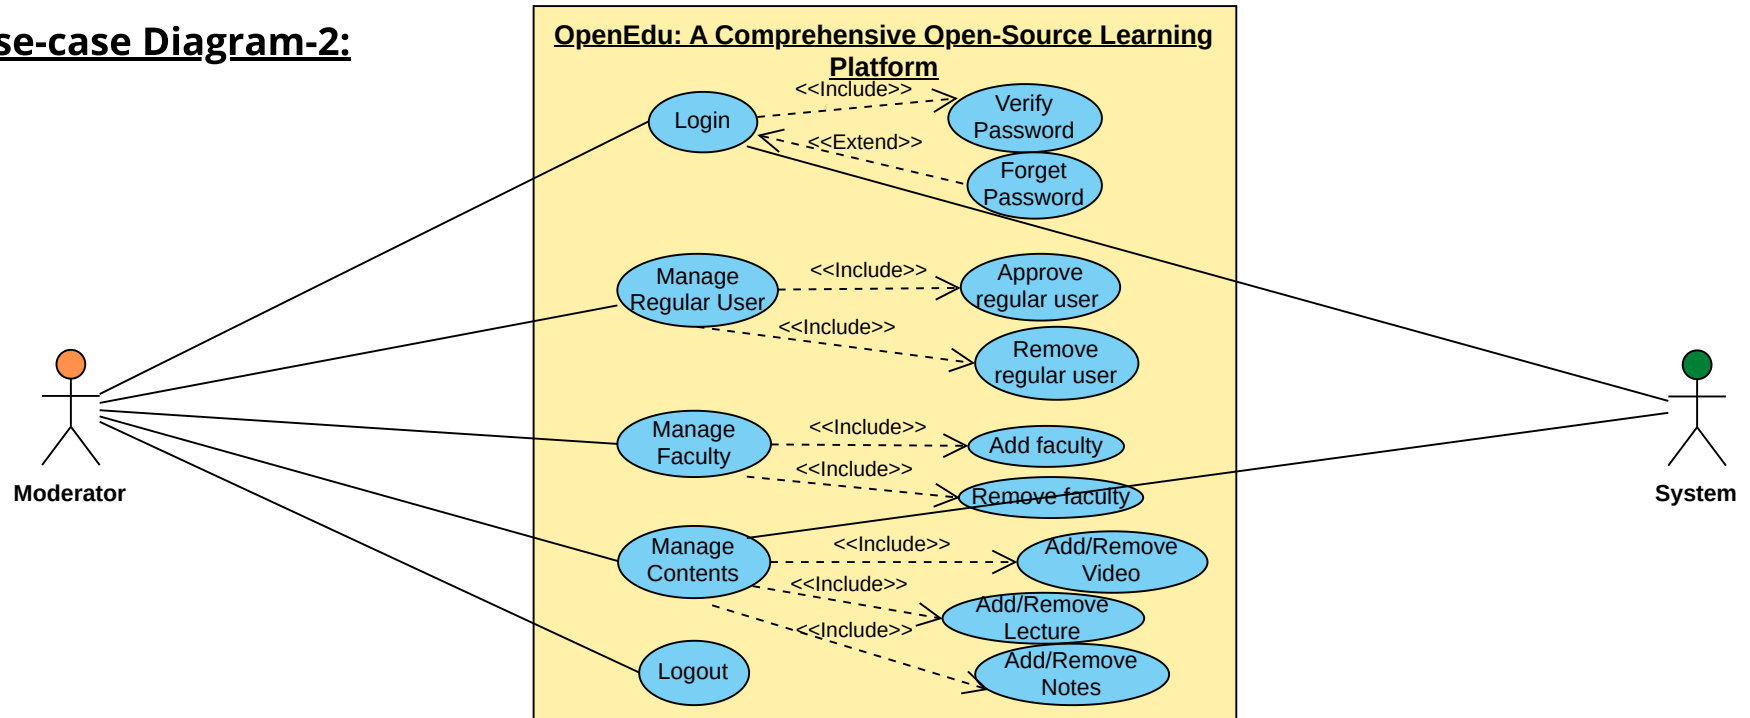 se-case Diagram-2:
OpenEdu: A Comprehensive Open-Source Learning
Platform
<<Include>>
Login
Verify
Password
<<Extend>>
Forget
Password
Manage
Regular User
<<Include>>
Approve
regular user
<<Include>>
Remove
regular user
Manage
Faculty
<<Include>>
Add faculty
<<Include>>
Remove faculty
Moderator
System
Manage
Contents
<<Include>>
Add/Remove
Video
<<Include>>
Add/Remove
Lecture
<<Include>>
Add/Remove
Notes
Logout